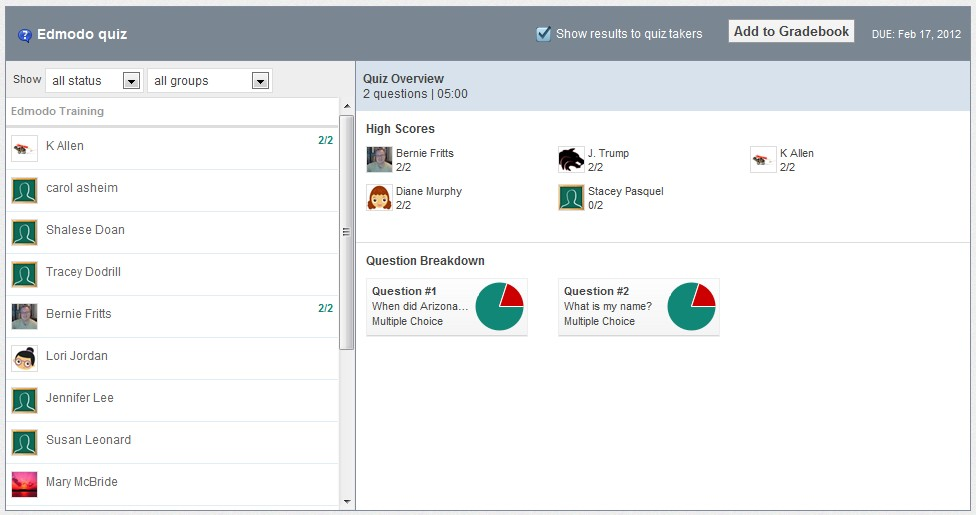 Edmodo quiz
Show results to quiz takers
Add to Gradebook
DUE: Feb 17, 2012
Show all status all groups
Edmodo Training
K Allen 2/2
carol asheim
Shalese Doan
Tracey Dodrill
Bernie Fritts 2/2
Lori Jordan
Jennifer Lee
Susan Leonard
Mary McBride
Quiz Overview
2 questions | 05:00
High Scores
Bernie Fritts
2/2
J. Trump
2/2
K Allen
2/2
Diane Murphy
2/2
Stacey Pasquel
0/2
Question Breakdown
Question #1
When did Arizona...
Multiple Choice
Question #2
What is my name?
Multiple Choice